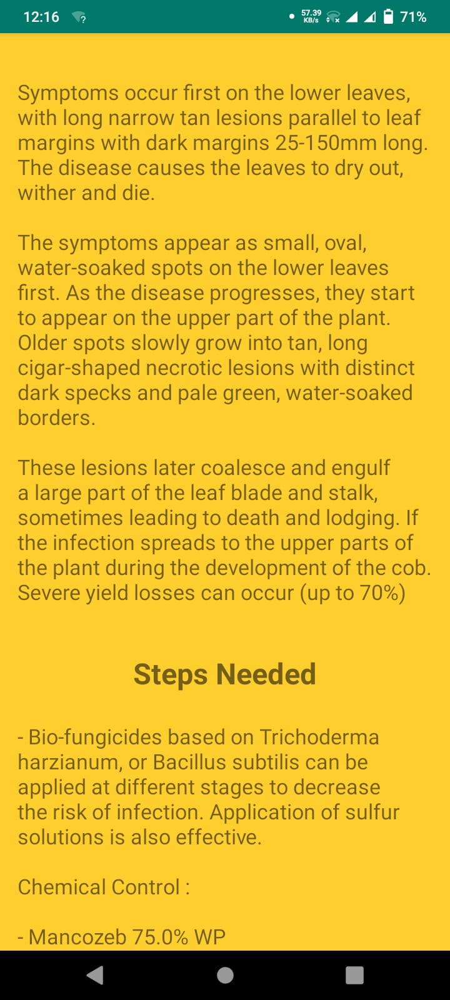 12:16
57.39
KB/s
71%
Symptoms occur first on the lower leaves,
with long narrow tan lesions parallel to leaf
margins with dark margins 25-150mm long.
The disease causes the leaves to dry out,
wither and die.
The symptoms appear as small, oval,
water-soaked spots on the lower leaves
first. As the disease progresses, they start
to appear on the upper part of the plant.
Older spots slowly grow into tan, long
cigar-shaped necrotic lesions with distinct
dark specks and pale green, water-soaked
borders.
These lesions later coalesce and engulf
a large part of the leaf blade and stalk,
sometimes leading to death and lodging. If
the infection spreads to the upper parts of
the plant during the development of the cob.
Severe yield losses can occur (up to 70%)
Steps Needed
- Bio-fungicides based on Trichoderma
harzianum, or Bacillus subtilis can be
applied at different stages to decrease
the risk of infection. Application of sulfur
solutions is also effective.
Chemical Control :
- Mancozeb 75.0% WP